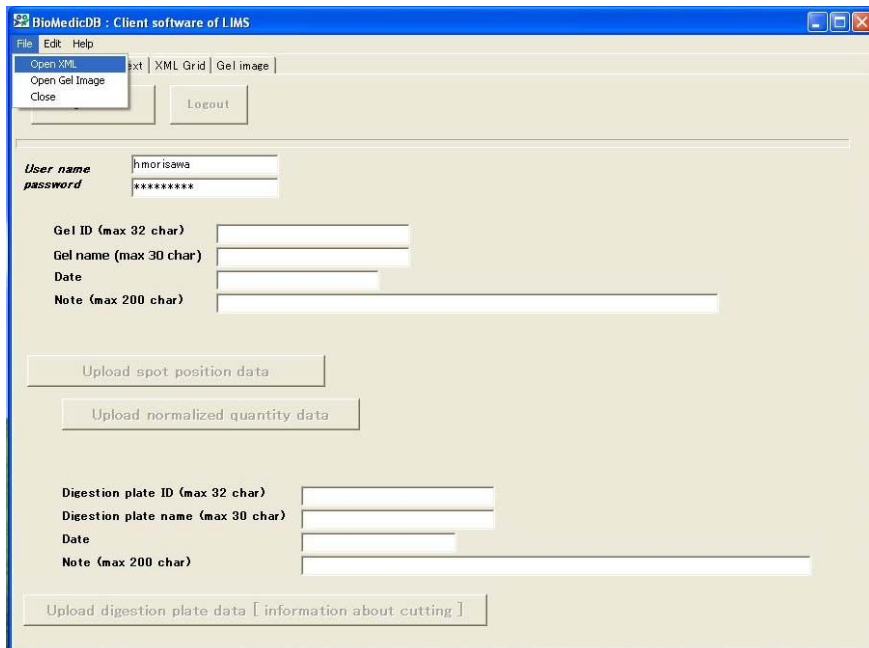 BioMedicDB : Client software of LIMS
File Edit Help
Open XML
Open Gel Image
Close
XML Grid Gel image
Logout
User name hmorisawa
password *********
Gel ID (max 32 char)
Gel name (max 30 char)
Date
Note (max 200 char)
Upload spot position data
Upload normalized quantity data
Digestion plate ID (max 32 char)
Digestion plate name (max 30 char)
Date
Note (max 200 char)
Upload digestion plate data [ information about cutting ]